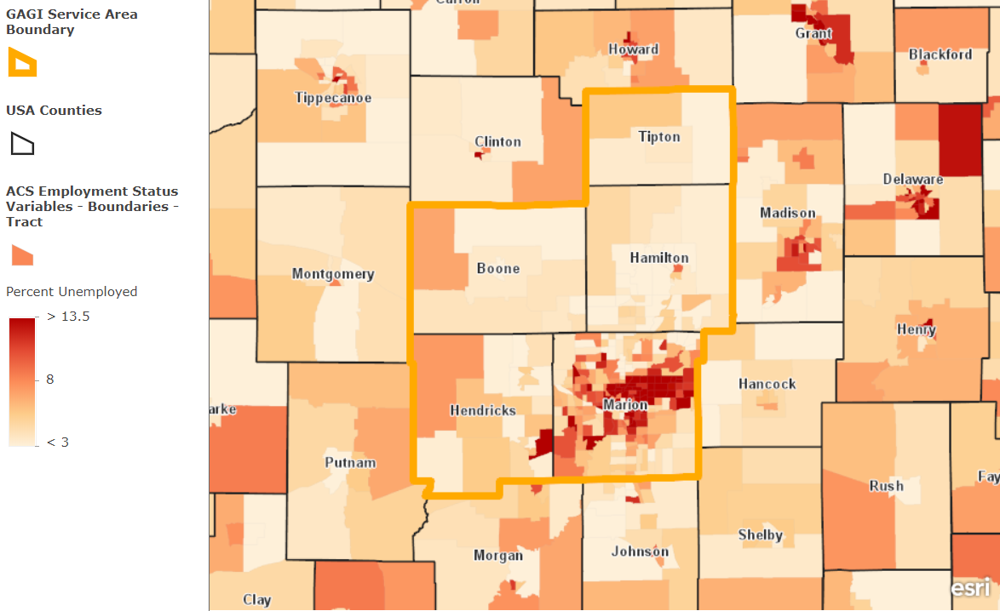 GAGI Service Area
Boundary
USA Counties
ACS Employment Status
Variables - Boundaries -
Tract
Percent Unemployed
> 13.5
8
< 3
Grant
Howard
Blackford
Tippecanoe
Clinton
Tipton
Delaware
Madison
Hamilton
Boone
Montgomery
Henry
Hancock
Marion
Hendricks
arke
Putnam
Rush
Fay
Shelby
Johnson
Morgan
Clay
esri